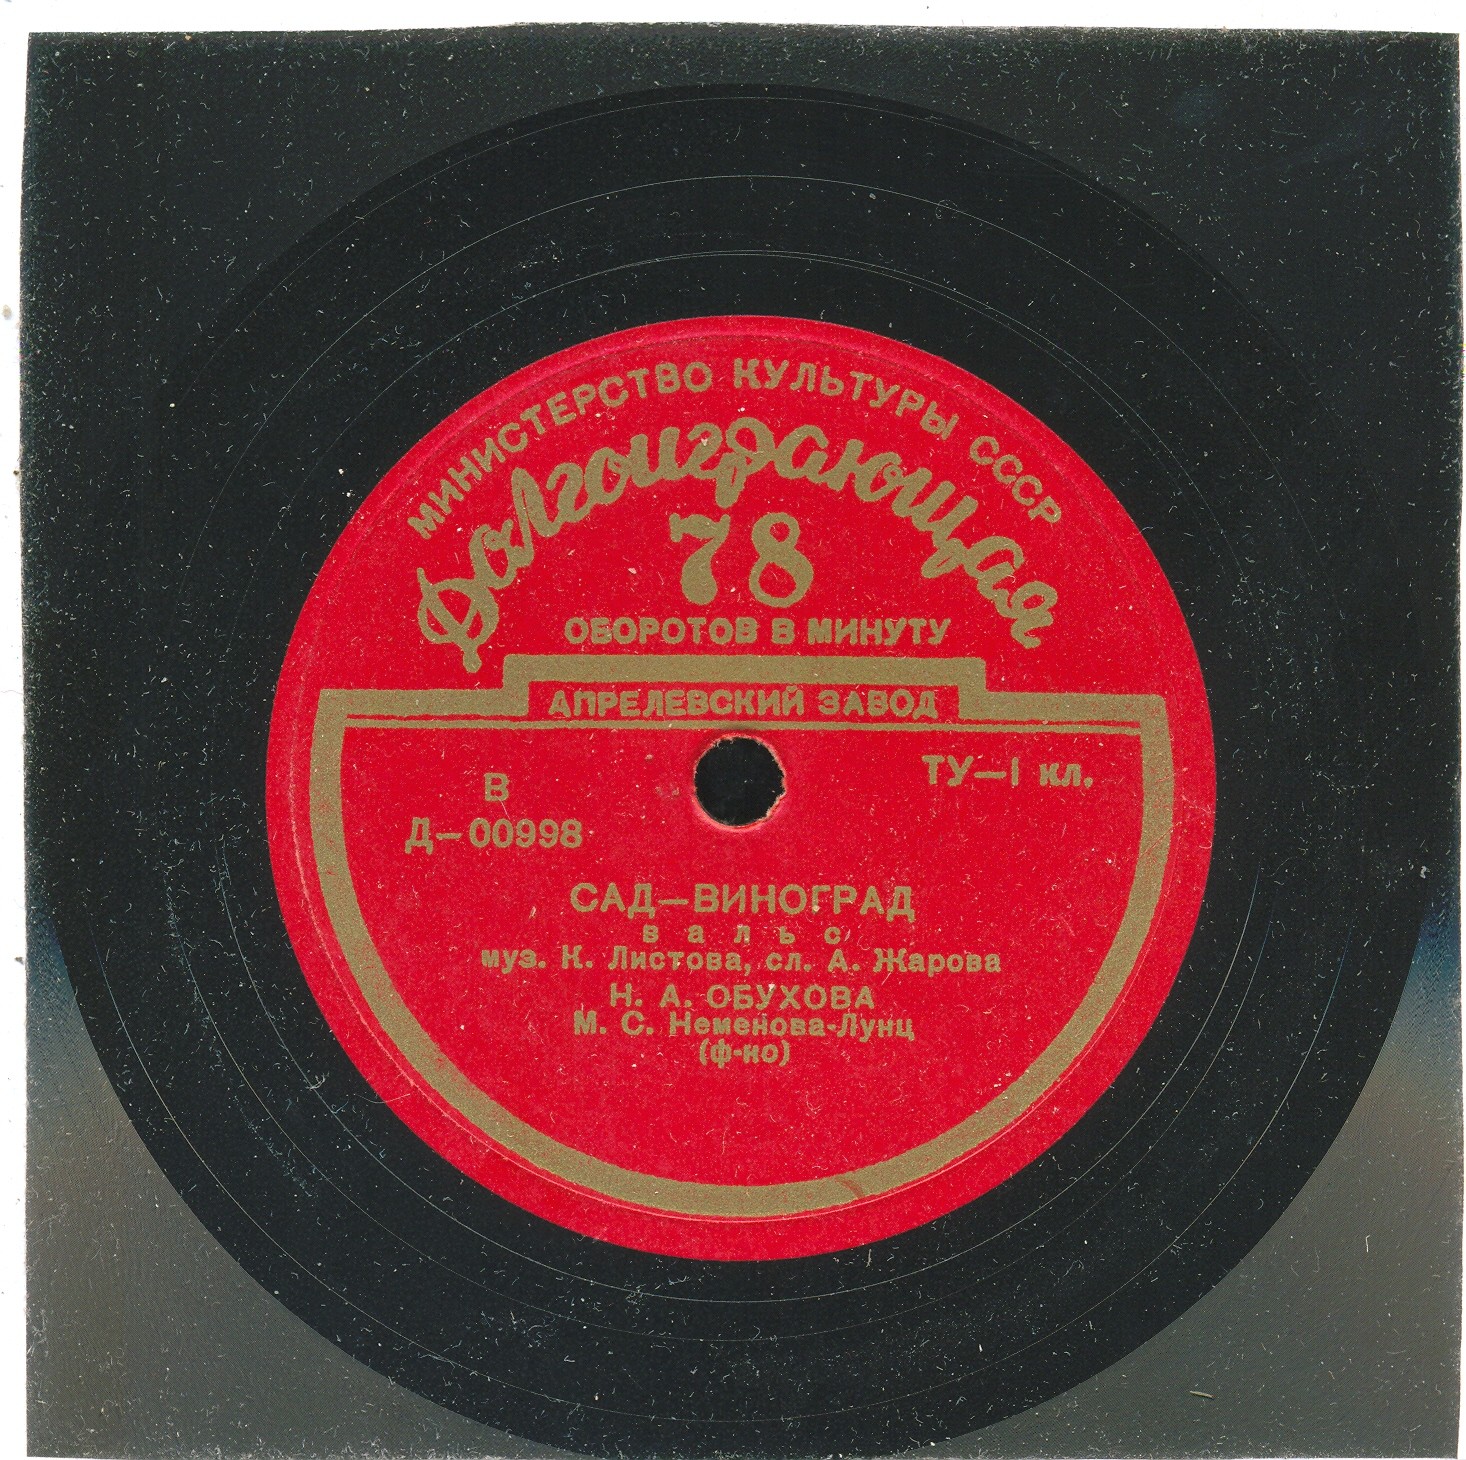 МИНИСТЕРСТВО КУЛЬТУРЫ СССР
Долгоиграющая
78
ОБОРОТОВ В МИНУТУ
АПРЕЛЕВСКИЙ ЗАВОД
ТУ—I кл.
В
Д—00998
САД—ВИНОГРАД
вальс
муз. К. Листова, сл. А. Жарова
Н. А. ОБУХОВА
М. С. Неменова-Лунц
(ф-но)